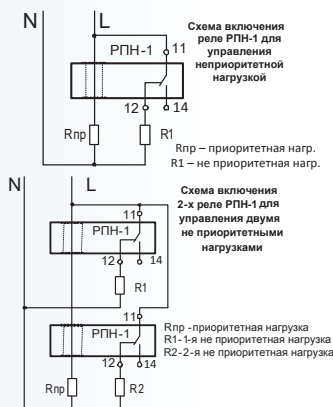 N L
РПН-1 11
12 14
Rпр R1
Схема включения
реле РПН-1 для
управления
неприоритетной
нагрузкой
Rпр – приоритетная нагр.
R1 – не приоритетная нагр.
N L
11
РПН-1
12 14
R1
11
РПН-1
12 14
Rпр R2
Схема включения
2-х реле РПН-1 для
управления двумя
не приоритетными
нагрузками
Rпр -приоритетная нагрузка
R1-1-я не приоритетная нагрузка
R2-2-я не приоритетная нагрузка